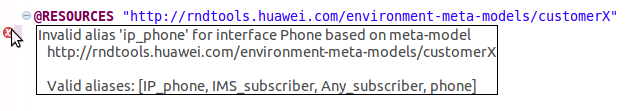 @RESOURCES "http://rndtools.huawei.com/environment-meta-models/customerX"
Invalid alias 'ip_phone' for interface Phone based on meta-model
http://rndtools.huawei.com/environment-meta-models/customerX
Valid aliases: [IP_phone, IMS_subscriber, Any_subscriber, phone]